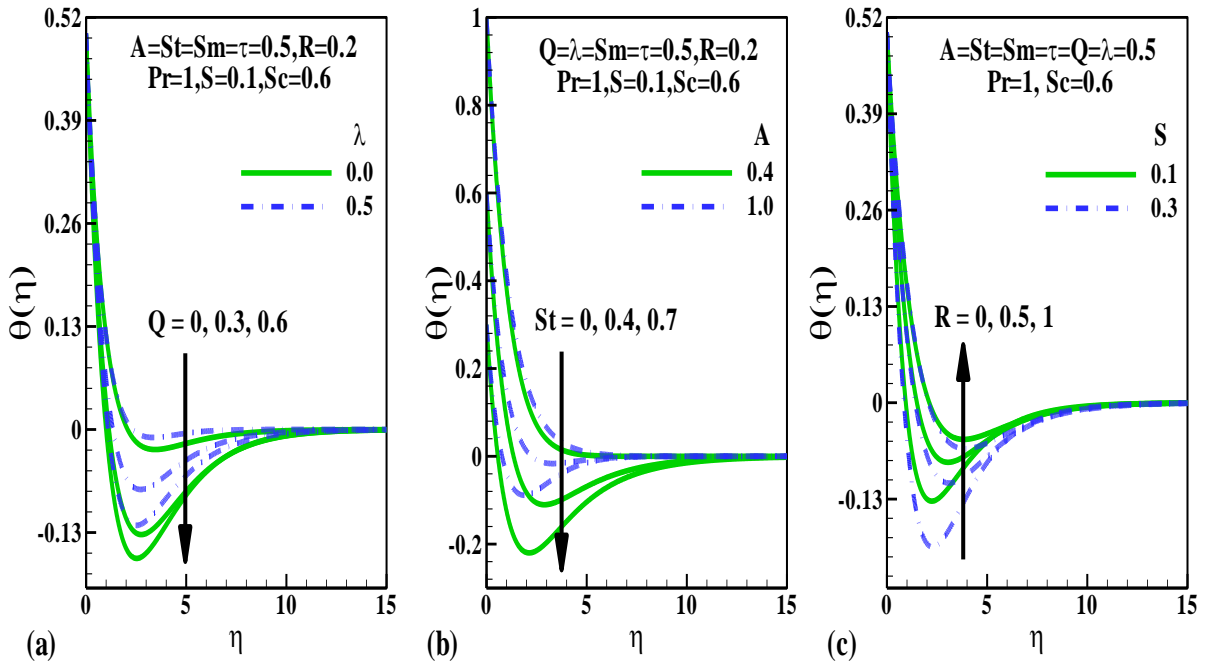 A=St=Sm=τ=0.5,R=0.2
Pr=1,S=0.1,Sc=0.6
λ
0.0
0.5
Q = 0, 0.3, 0.6
θ(η)
0.52
0.39
0.26
0.13
0
-0.13
0 5 10 15
η
(a)
Q=λ=Sm=τ=0.5,R=0.2
Pr=1,S=0.1,Sc=0.6
A
0.4
1.0
St = 0, 0.4, 0.7
θ(η)
1
0.8
0.6
0.4
0.2
0
-0.2
0 5 10 15
η
(b)
A=St=Sm=τ=Q=λ=0.5
Pr=1, Sc=0.6
S
0.1
0.3
R = 0, 0.5, 1
θ(η)
0.52
0.39
0.26
0.13
0
-0.13
0 5 10 15
η
(c)